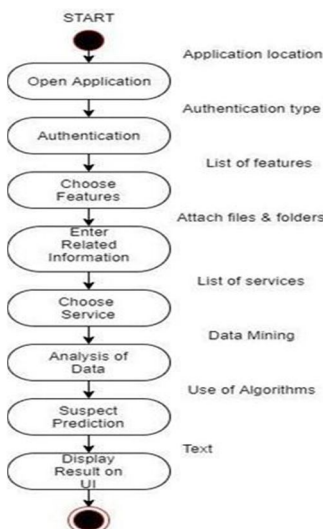 START
Application location
Open Application
Authentication type
Authentication
List of features
Choose
Features
Attach files & folders
Enter
Related
Information
List of services
Choose
Service
Data Mining
Analysis of
Data
Use of Algorithms
Suspect
Prediction
Text
Display
Result on
UI